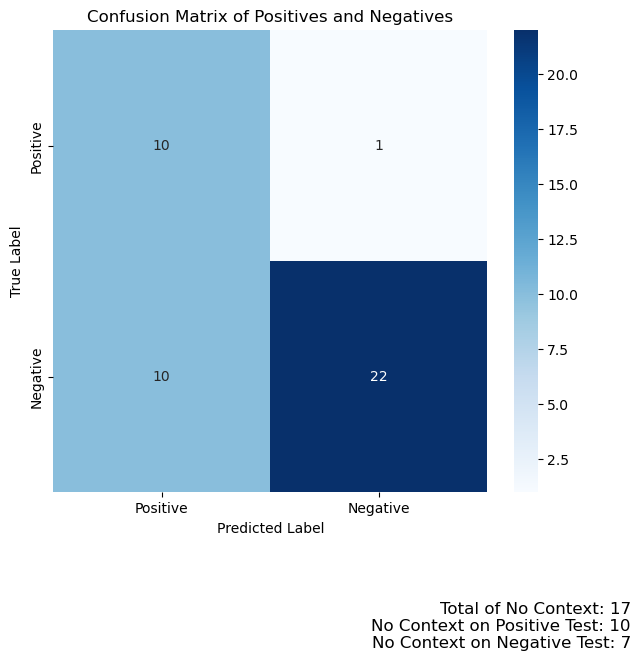 Confusion Matrix of Positives and Negatives
True Label
Positive
10
1
Negative
10
22
Positive
Negative
Predicted Label
20.0
17.5
15.0
12.5
10.0
7.5
5.0
2.5
Total of No Context: 17
No Context on Positive Test: 10
No Context on Negative Test: 7